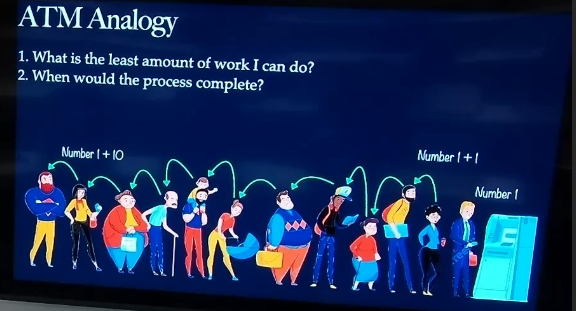 ATM Analogy
1. What is the least amount of work I can do?
2. When would the process complete?
Number 1 + 10
Number 1 + 1
Number 1